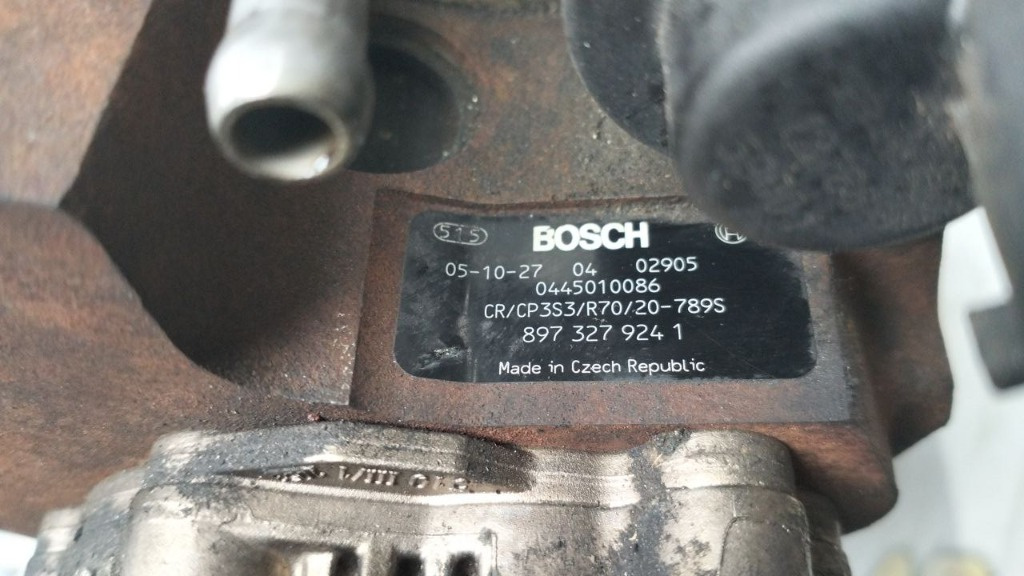 515 BOSCH
05-10-27 04 02905
0445010086
CR/CP3S3/R70/20-789S
897 327 924 1
Made in Czech Republic